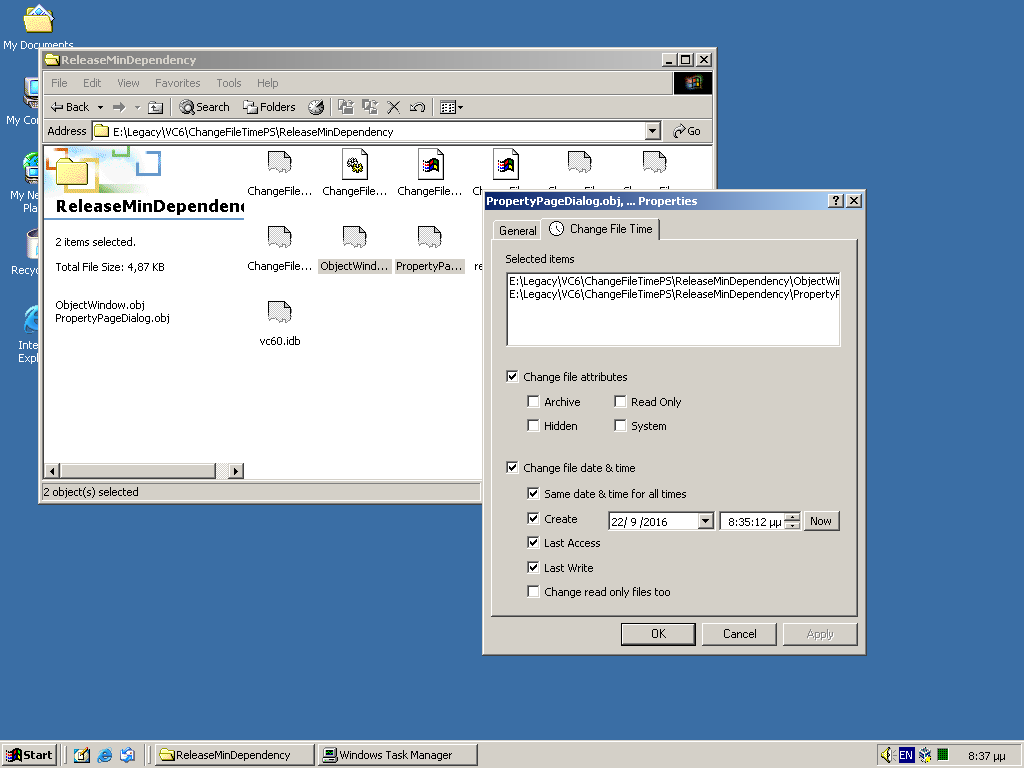 My Documents
ReleaseMinDependency
File Edit View Favorites Tools Help
Back Search Folders
Address E:\Legacy\VC6\ChangeFileTimePS\ReleaseMinDependency Go
ChangeFile... ChangeFile... ChangeFile...
ReleaseMinDependenc
2 items selected.
Total File Size: 4,87 KB
ObjectWindow.obj
PropertyPageDialog.obj
ChangeFile... ObjectWind... PropertyPa... re
vc60.idb
2 object(s) selected
My Co
My Ne
Pla
Recyc
Inte
Expl
PropertyPageDialog.obj, ... Properties
General Change File Time
Selected items
E:\Legacy\VC6\ChangeFileTimePS\ReleaseMinDependency\ObjectWi
E:\Legacy\VC6\ChangeFileTimePS\ReleaseMinDependency\PropertyP
Change file attributes
Archive Read Only
Hidden System
Change file date & time
Same date & time for all times
Create 22/ 9 /2016 8:35:12 μμ Now
Last Access
Last Write
Change read only files too
OK Cancel Apply
Start ReleaseMinDependency Windows Task Manager EN 8:37 μμ